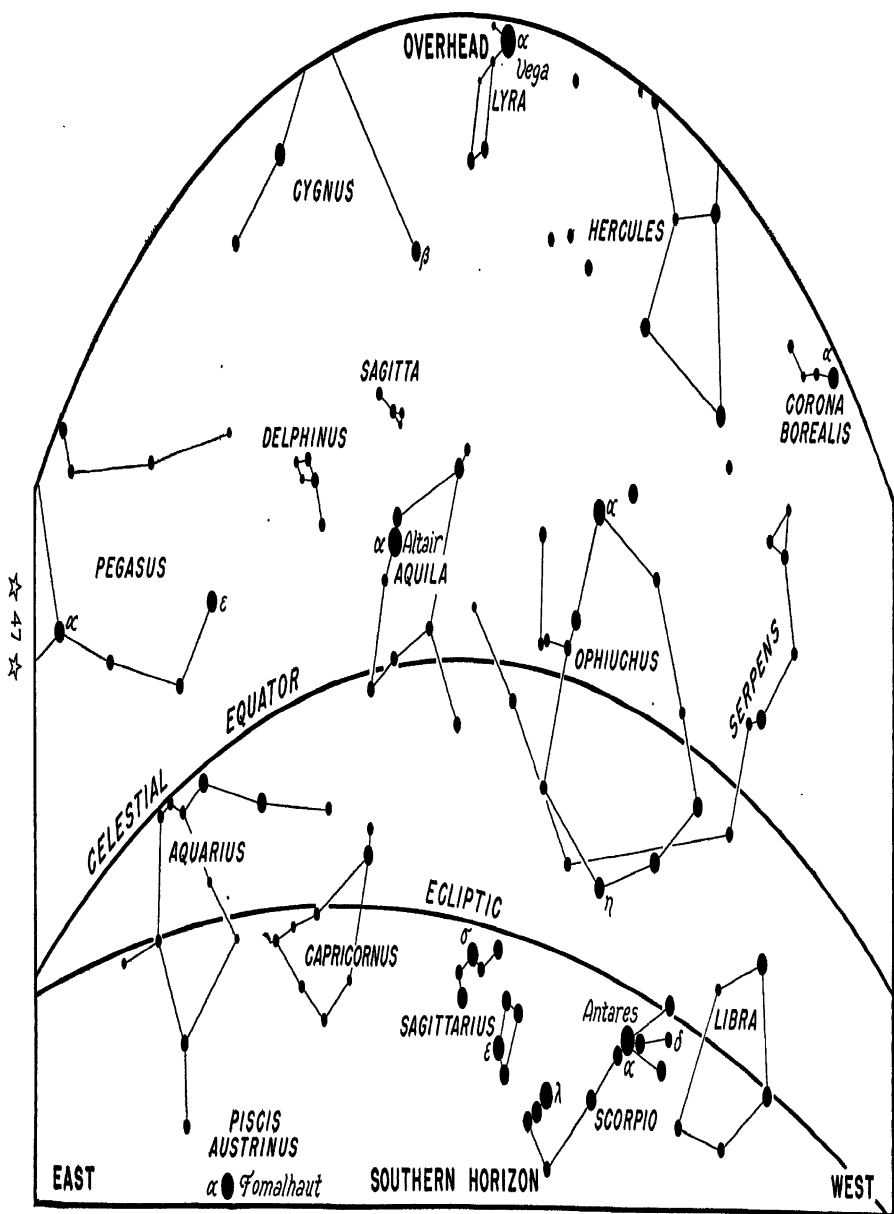 OVERHEAD
α
Vega
LYRA
CYGNUS
β
HERCULES
SAGITTA
α
CORONA
BOREALIS
DELPHINUS
α
α Altair
AQUILA
PEGASUS
ε
α
☆ 47 ☆
OPHIUCHUS
SERPENS
CELESTIAL EQUATOR
AQUARIUS
ECLIPTIC
η
CAPRICORNUS
σ
SAGITTARIUS
ε
Antares
α
δ
LIBRA
λ
SCORPIO
PISCIS
AUSTRINUS
α Fomalhaut
EAST
SOUTHERN HORIZON
WEST